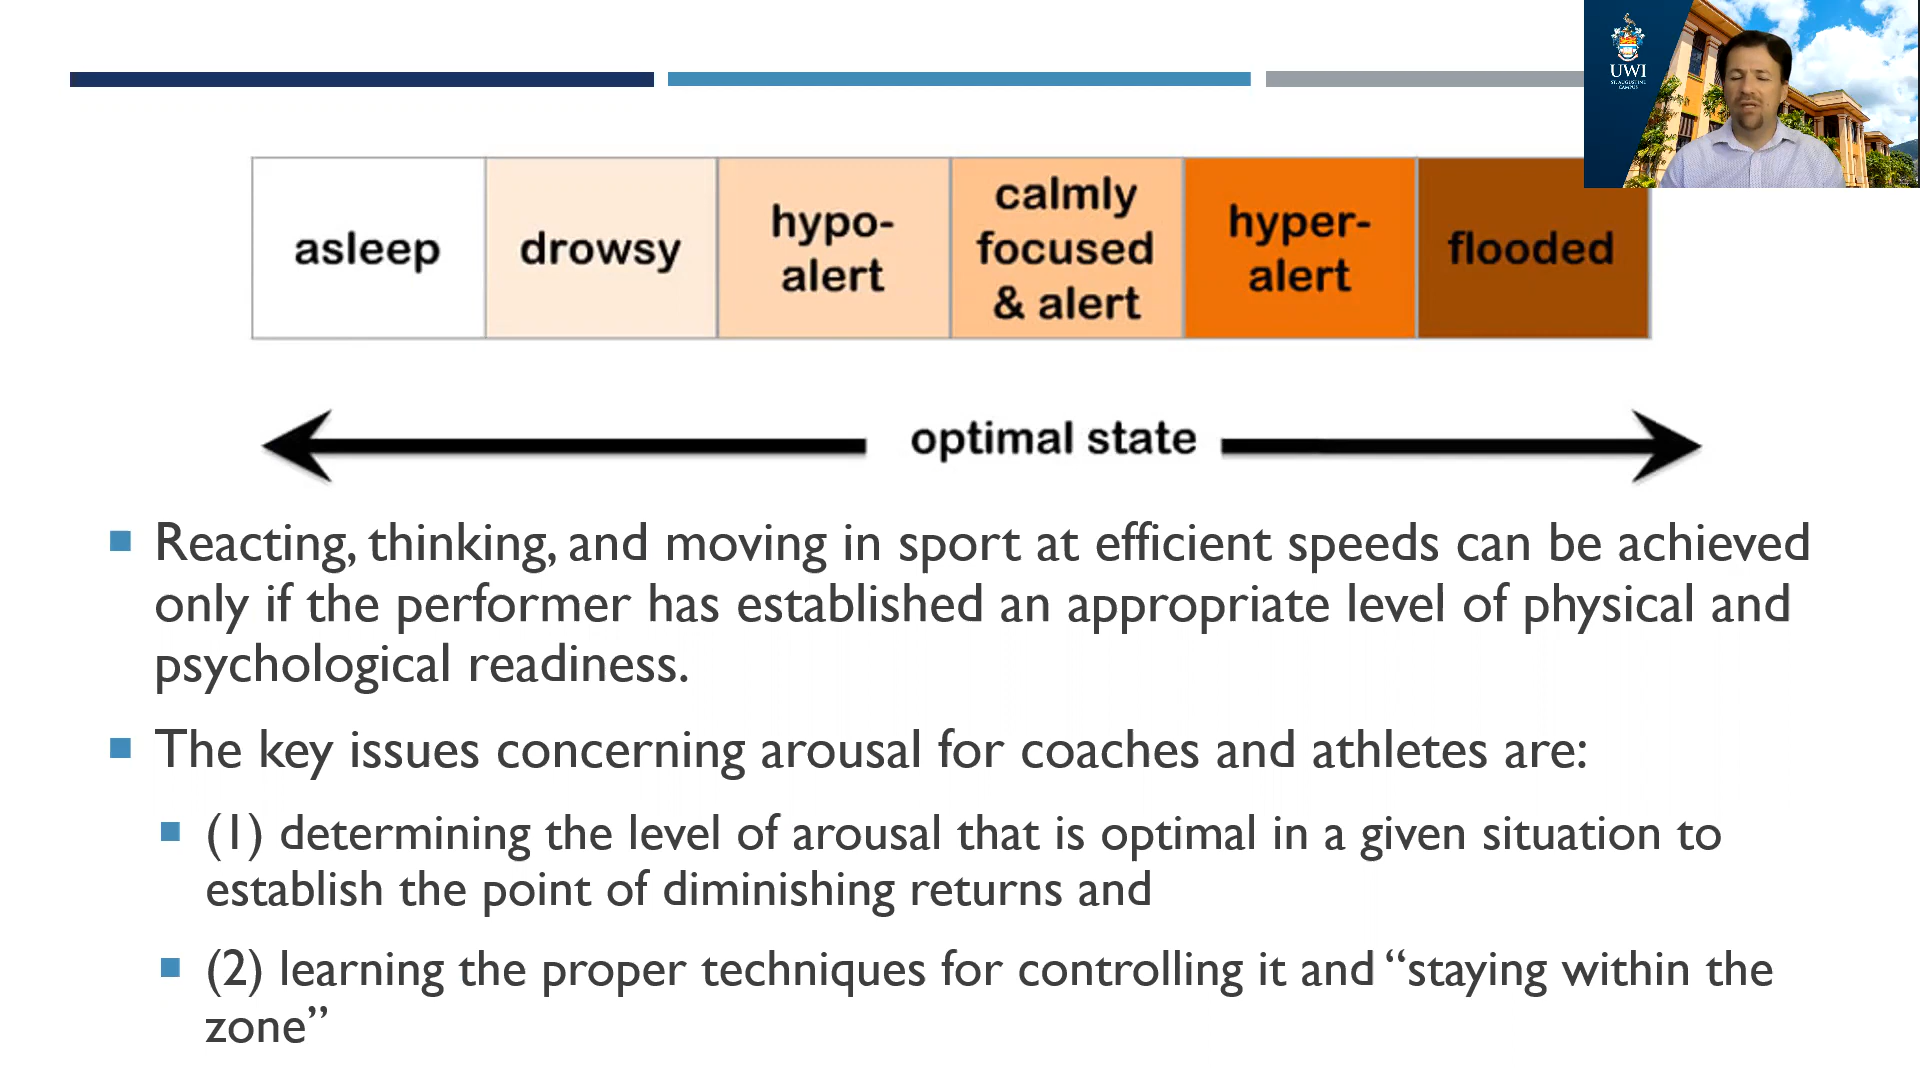 UWI
ST. AUGUSTINE
CAMPUS
asleep
drowsy
hypo-
alert
calmly
focused
& alert
hyper-
alert
flooded
optimal state
Reacting, thinking, and moving in sport at efficient speeds can be achieved
only if the performer has established an appropriate level of physical and
psychological readiness.
The key issues concerning arousal for coaches and athletes are:
(1) determining the level of arousal that is optimal in a given situation to
establish the point of diminishing returns and
(2) learning the proper techniques for controlling it and “staying within the
zone”